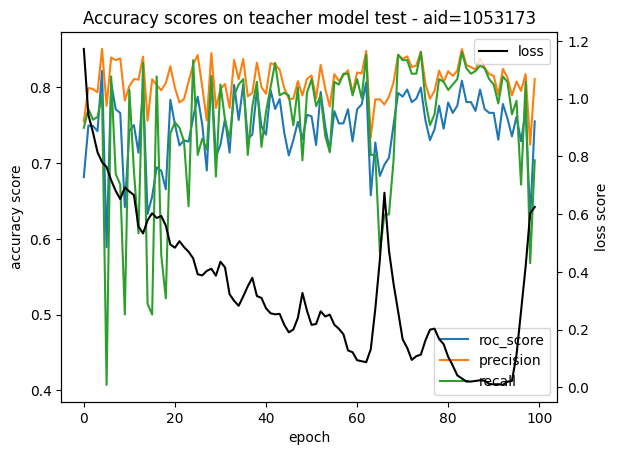 Accuracy scores on teacher model test - aid=1053173
loss
accuracy score
0.8
0.7
0.6
0.5
0.4
1.2
1.0
0.8
0.6
0.4
0.2
0.0
loss score
roc_score
precision
recall
0
20
40
60
80
100
epoch